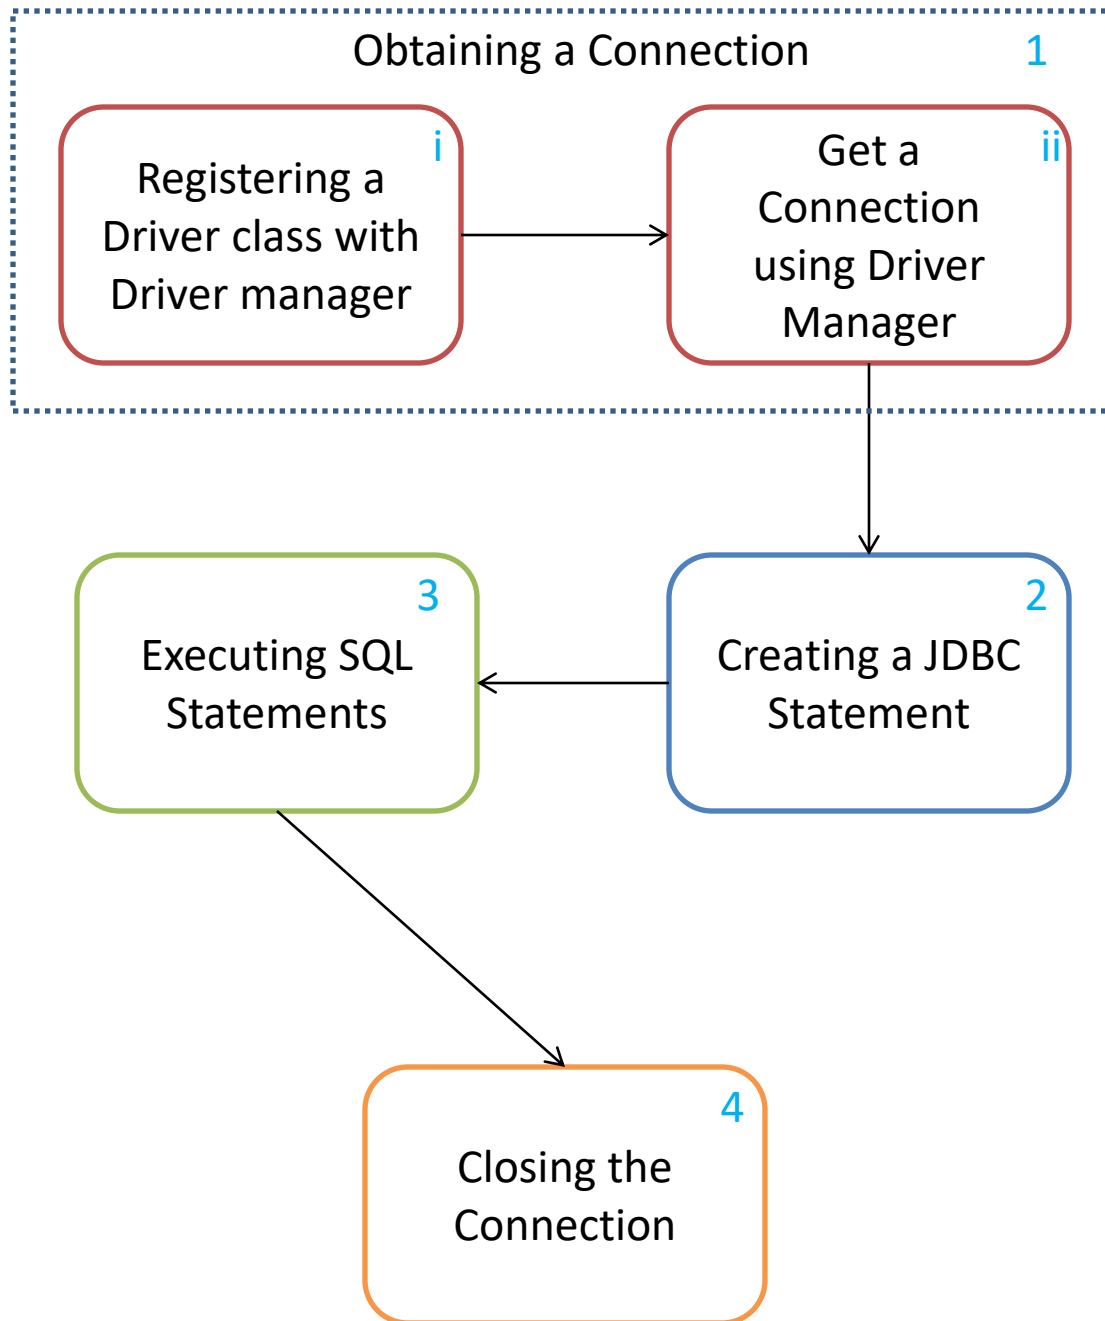 Obtaining a Connection
1
i
Registering a
Driver class with
Driver manager
ii
Get a
Connection
using Driver
Manager
3
Executing SQL
Statements
2
Creating a JDBC
Statement
4
Closing the
Connection